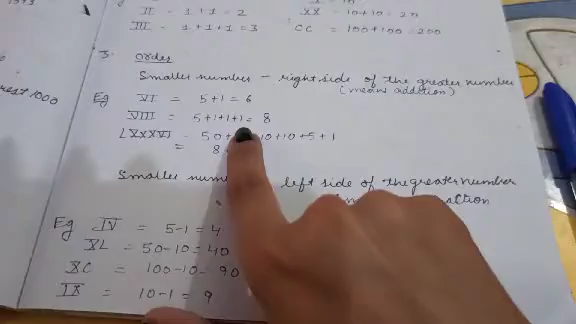 II = 1+1 = 2
XX = 10+10 = 20
III = 1+1+1 = 3
CC = 100+100 = 200
3. Order
Smaller number - right side of the greater number
(means addition)
Eg VI = 5+1 = 6
VIII = 5+1+1+1 = 8
LXXXVI - 50+ 10+10+5+1
= 8
Smaller left side of the greater number
Eg IV = 5-1 = 4
XL = 50-10 = 40
XC = 100-10 = 90
IX = 10-1 = 9